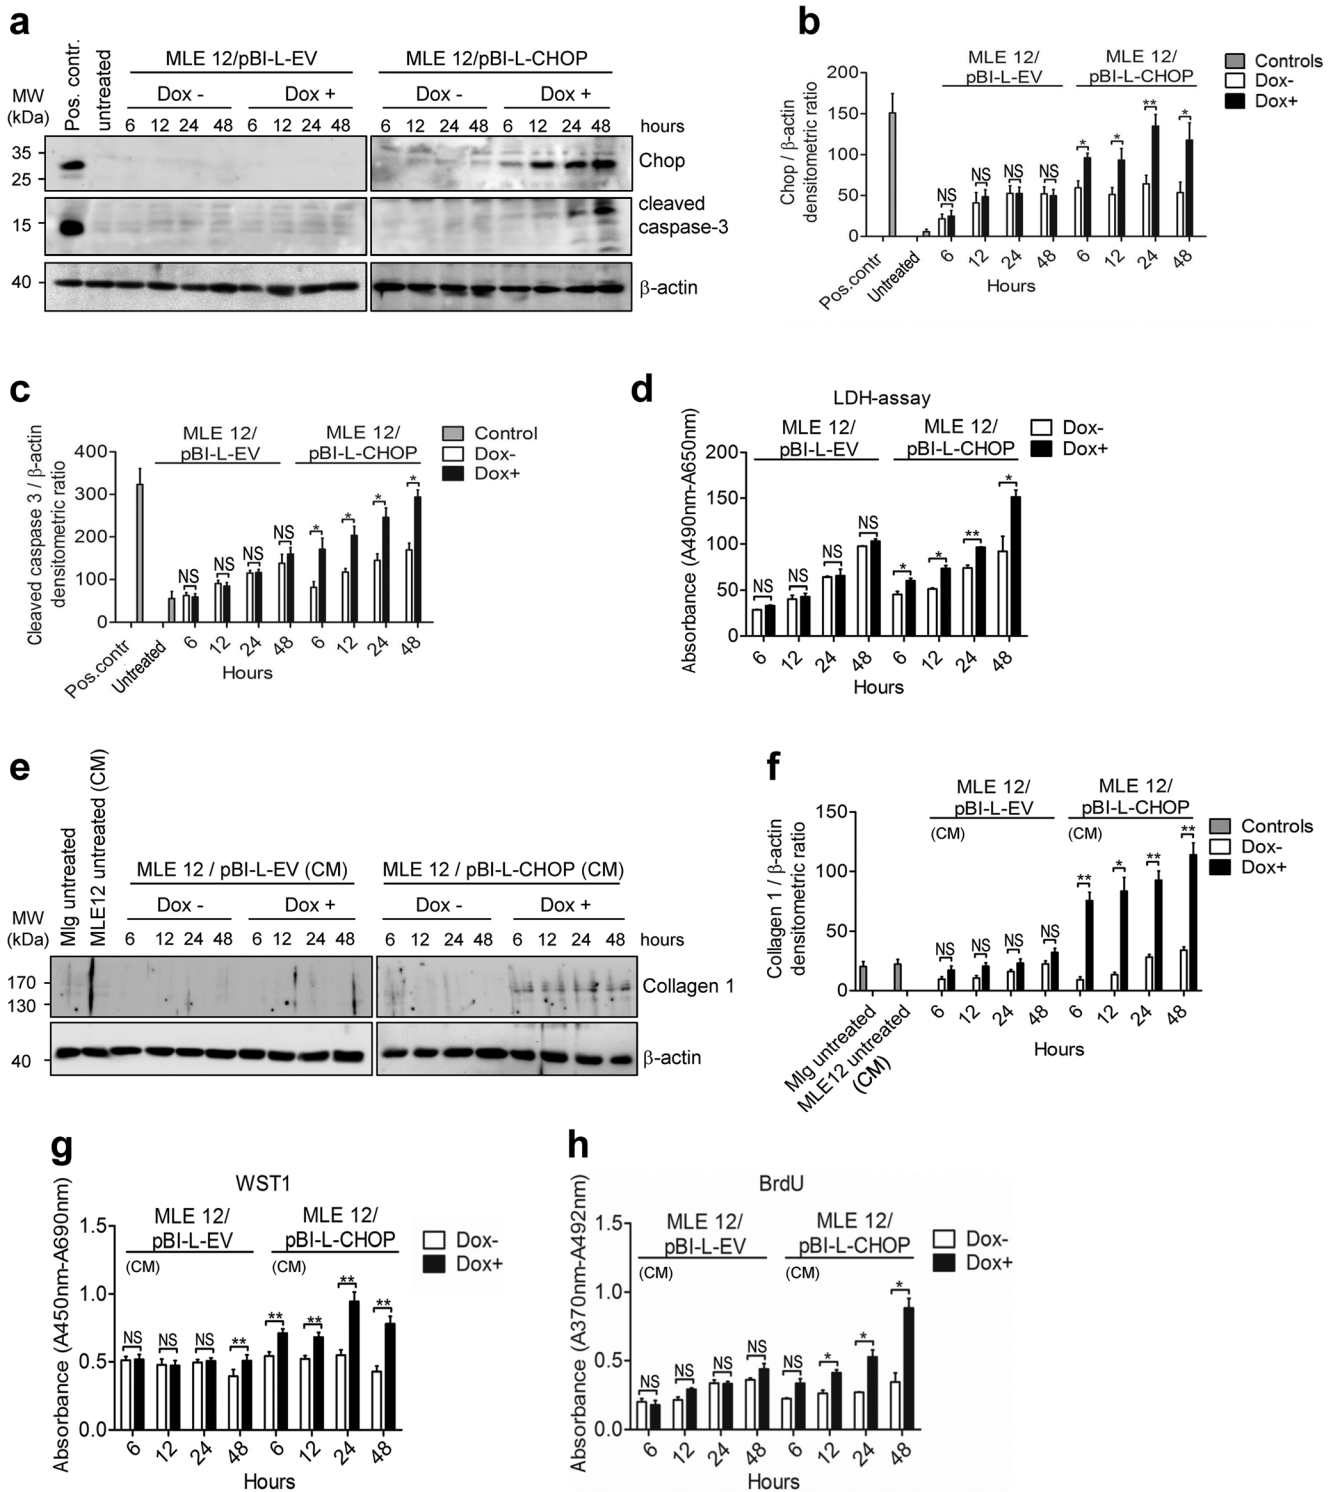 a
Pos. contr.
untreated
MLE 12/pBI-L-EV
MLE 12/pBI-L-CHOP
MW
(kDa)
Dox -
Dox +
Dox -
Dox +
6 12 24 48 6 12 24 48
6 12 24 48 6 12 24 48
hours
35
25
Chop
15
cleaved
caspase-3
40
β-actin
b
MLE 12/
pBI-L-EV
MLE 12/
pBI-L-CHOP
Controls
Dox-
Dox+
Chop / β-actin
densitometric ratio
200
150
100
50
0
NS NS NS NS * * ** *
Pos.contr
Untreated
6 12 24 48 6 12 24 48
Hours
c
MLE 12/
pBI-L-EV
MLE 12/
pBI-L-CHOP
Control
Dox-
Dox+
Cleaved caspase 3 / β-actin
densitometric ratio
400
300
200
100
0
NS NS NS NS * * * *
Pos.contr
Untreated
6 12 24 48 6 12 24 48
Hours
d
LDH-assay
MLE 12/
pBI-L-EV
MLE 12/
pBI-L-CHOP
Dox-
Dox+
Absorbance (A490nm-A650nm)
200
150
100
50
0
NS NS NS NS * * ** *
6 12 24 48 6 12 24 48
Hours
e
MIg untreated
MLE12 untreated (CM)
MLE 12 / pBI-L-EV (CM)
MLE 12 / pBI-L-CHOP (CM)
MW
(kDa)
Dox -
Dox +
Dox -
Dox +
6 12 24 48 6 12 24 48
6 12 24 48 6 12 24 48
hours
170
130
Collagen 1
40
β-actin
f
MLE 12/
pBI-L-EV
(CM)
MLE 12/
pBI-L-CHOP
(CM)
Controls
Dox-
Dox+
Collagen 1 / β-actin
densitometric ratio
150
100
50
0
NS NS NS NS ** * ** **
MIg untreated
MLE12 untreated
(CM)
6 12 24 48 6 12 24 48
Hours
g
WST1
MLE 12/
pBI-L-EV
(CM)
MLE 12/
pBI-L-CHOP
(CM)
Dox-
Dox+
Absorbance (A450nm-A690nm)
1.5
1.0
0.5
0.0
NS NS NS ** ** ** ** **
6 12 24 48 6 12 24 48
Hours
h
BrdU
MLE 12/
pBI-L-EV
(CM)
MLE 12/
pBI-L-CHOP
(CM)
Dox-
Dox+
Absorbance (A370nm-A492nm)
1.5
1.0
0.5
0.0
NS NS NS NS NS * * *
6 12 24 48 6 12 24 48
Hours